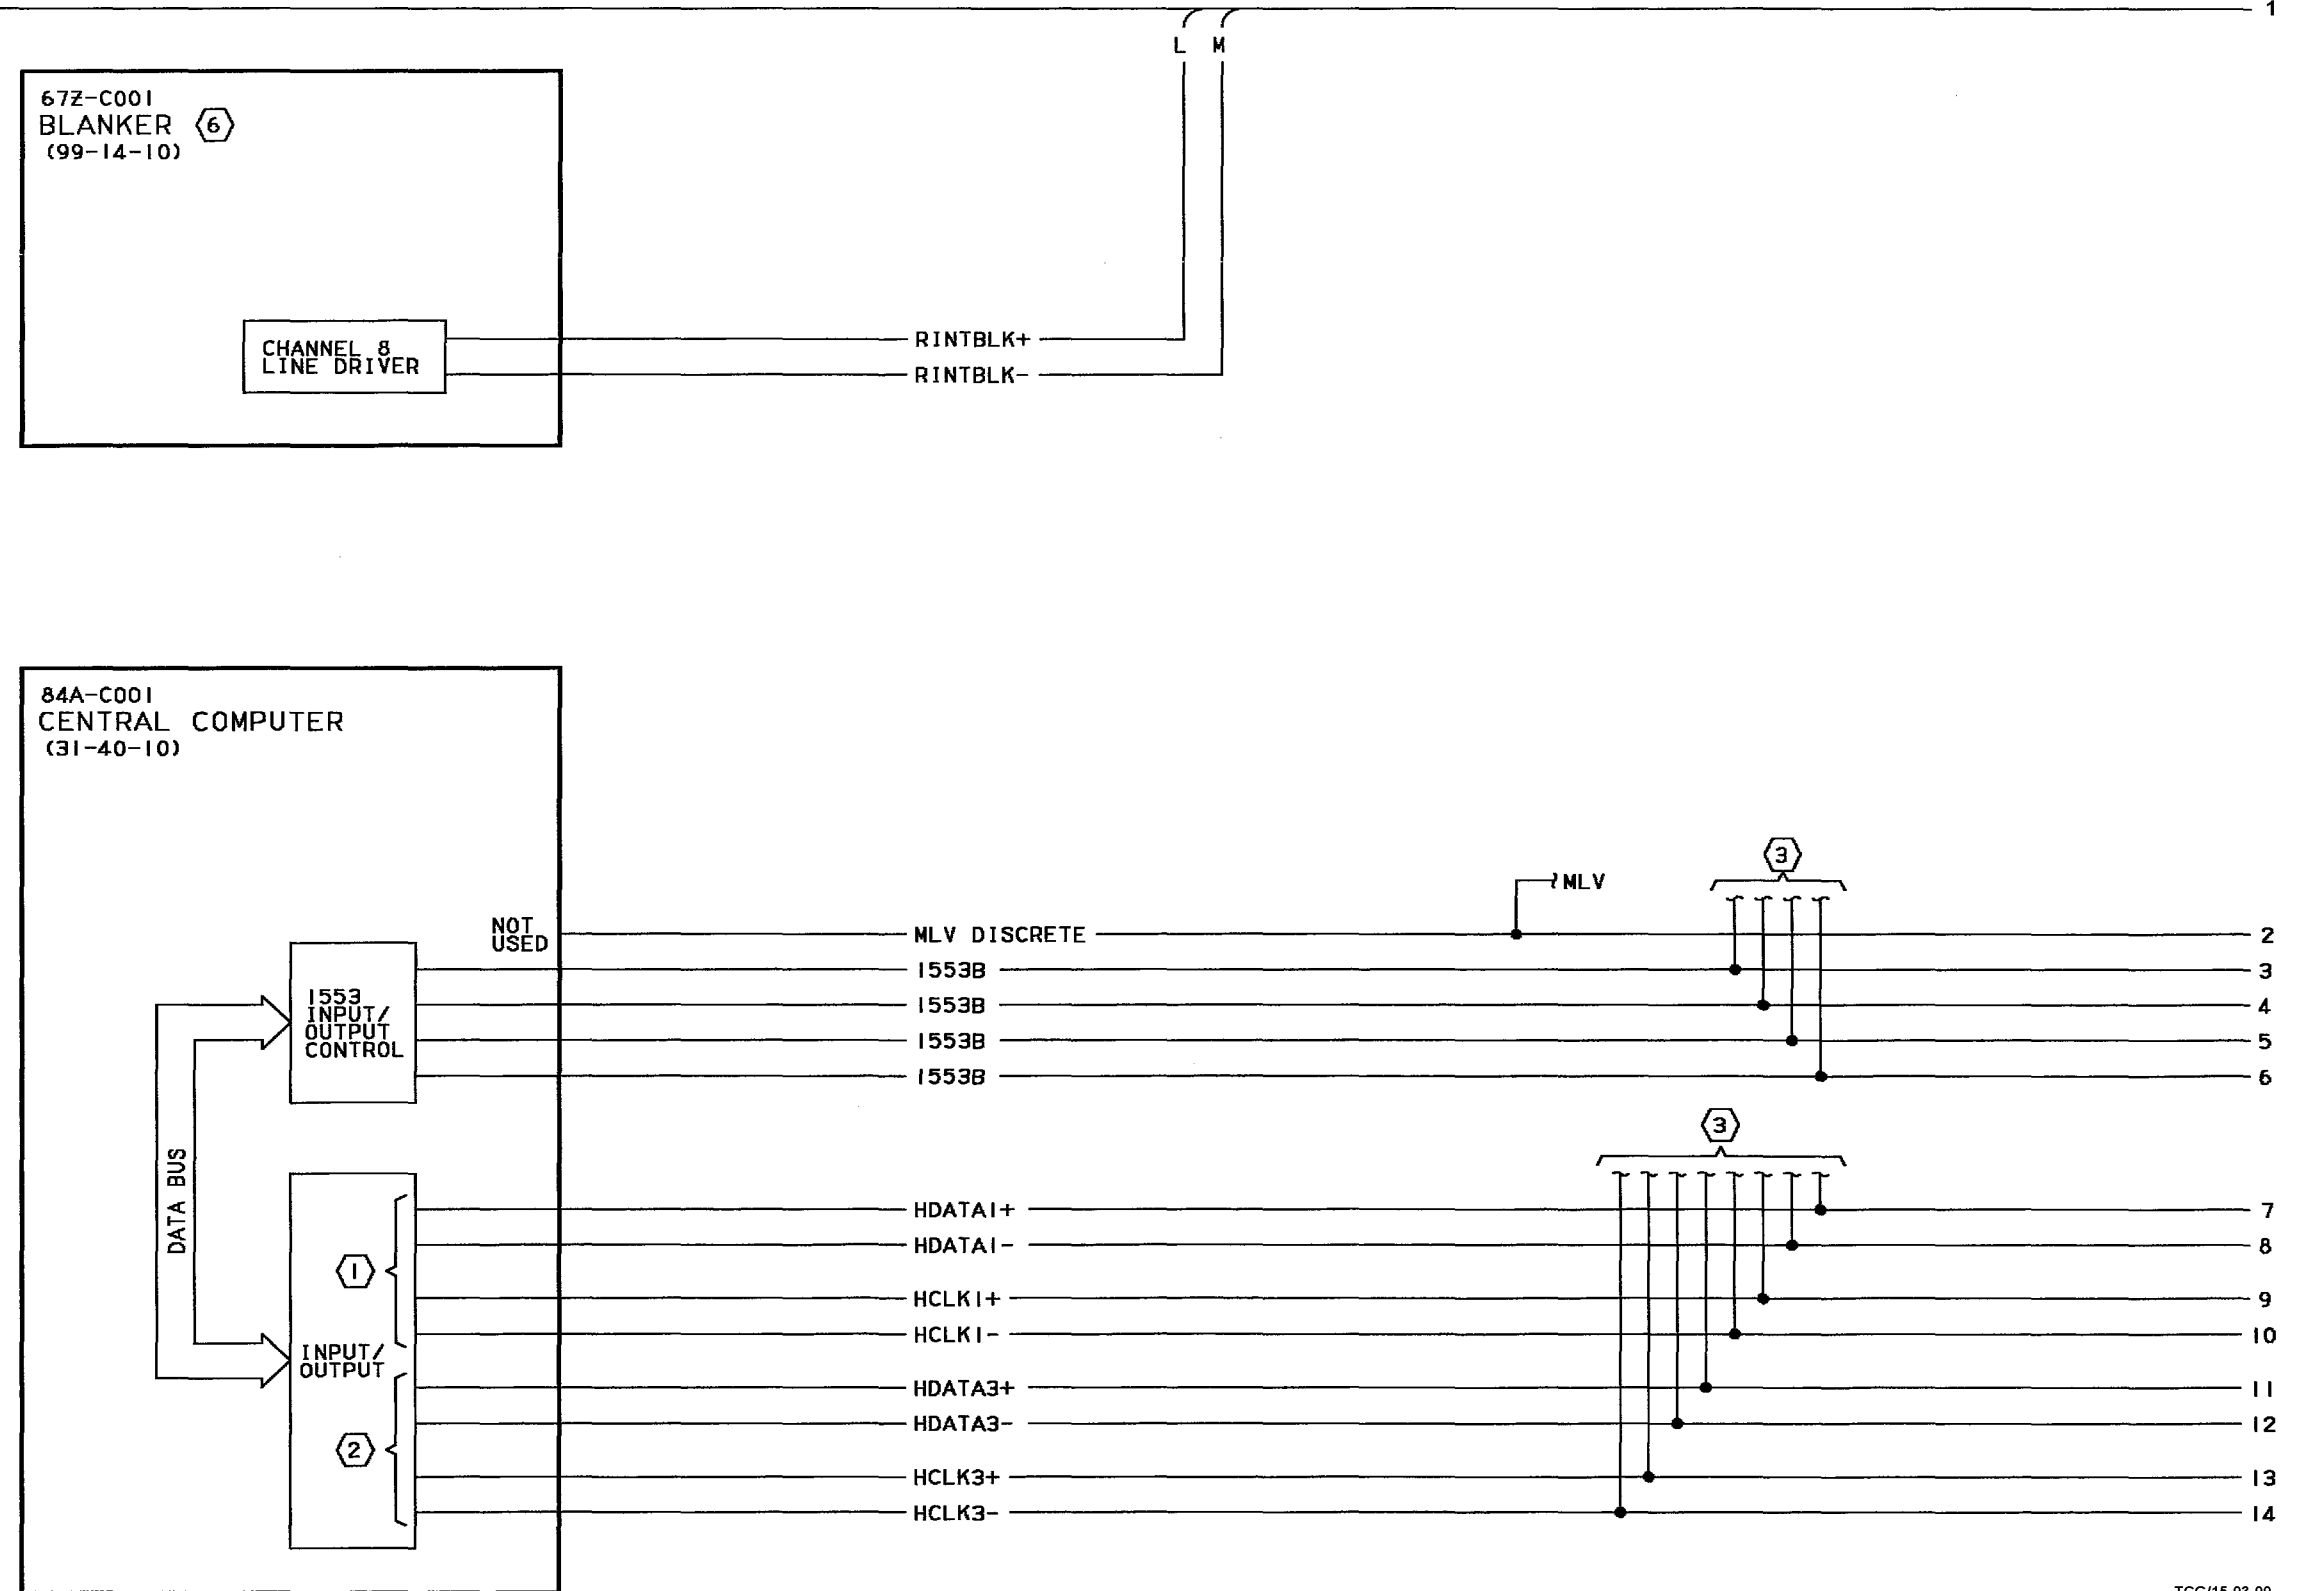 1
L M
67Z-C001
BLANKER 6
(99-14-10)
CHANNEL 8
LINE DRIVER
RINTBLK+
RINTBLK-
84A-C001
CENTRAL COMPUTER
(31-40-10)
3
MLV
NOT
USED
MLV DISCRETE
2
1553B
3
1553
INPUT/
OUTPUT
CONTROL
1553B
4
1553B
5
1553B
6
3
DATA BUS
HDATA1+
7
HDATA1-
8
1
HCLK1+
9
HCLK1-
10
INPUT/
OUTPUT
HDATA3+
11
HDATA3-
12
2
HCLK3+
13
HCLK3-
14